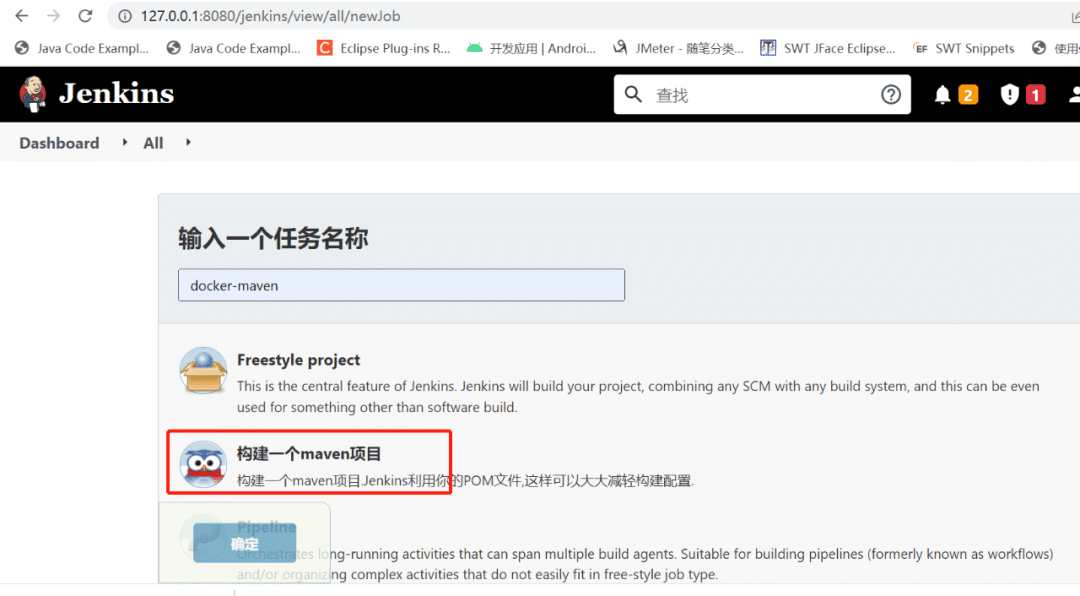 127.0.0.1:8080/jenkins/view/all/newJob
Java Code Exampl... Java Code Exampl... C Eclipse Plug-ins R... 开发应用 | Androi... JMeter - 随笔分类... SWT JFace Eclipse... EF SWT Snippets 使用
Jenkins 查找 2 1
Dashboard All
输入一个任务名称
docker-maven
Freestyle project
This is the central feature of Jenkins. Jenkins will build your project, combining any SCM with any build system, and this can be even
used for something other than software build.
构建一个maven项目
构建一个maven项目.Jenkins利用你的POM文件,这样可以大大减轻构建配置.
Pipeline
确定
Orchestrates long-running activities that can span multiple build agents. Suitable for building pipelines (formerly known as workflows)
and/or organizing complex activities that do not easily fit in free-style job type.